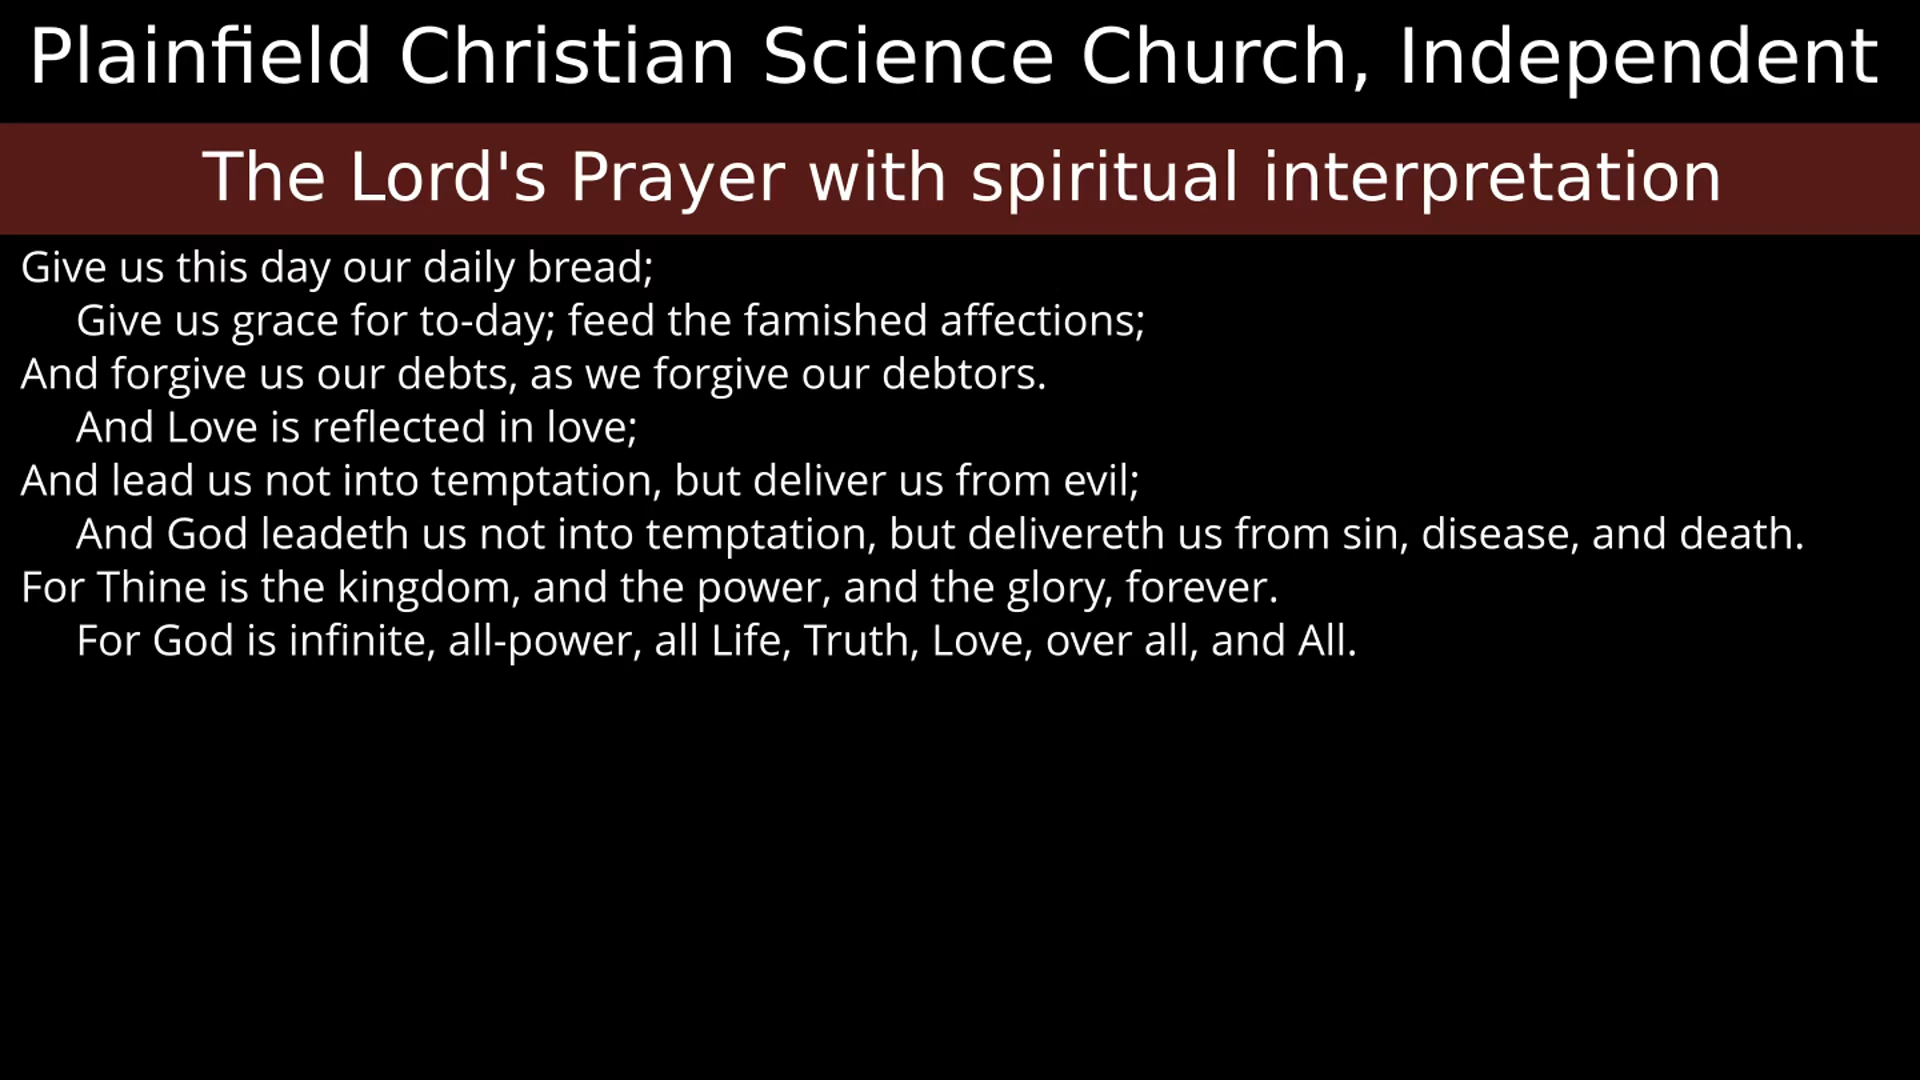 Plainfield Christian Science Church, Independent
The Lord's Prayer with spiritual interpretation
Give us this day our daily bread;
Give us grace for to-day; feed the famished affections;
And forgive us our debts, as we forgive our debtors.
And Love is reflected in love;
And lead us not into temptation, but deliver us from evil;
And God leadeth us not into temptation, but delivereth us from sin, disease, and death.
For Thine is the kingdom, and the power, and the glory, forever.
For God is infinite, all-power, all Life, Truth, Love, over all, and All.